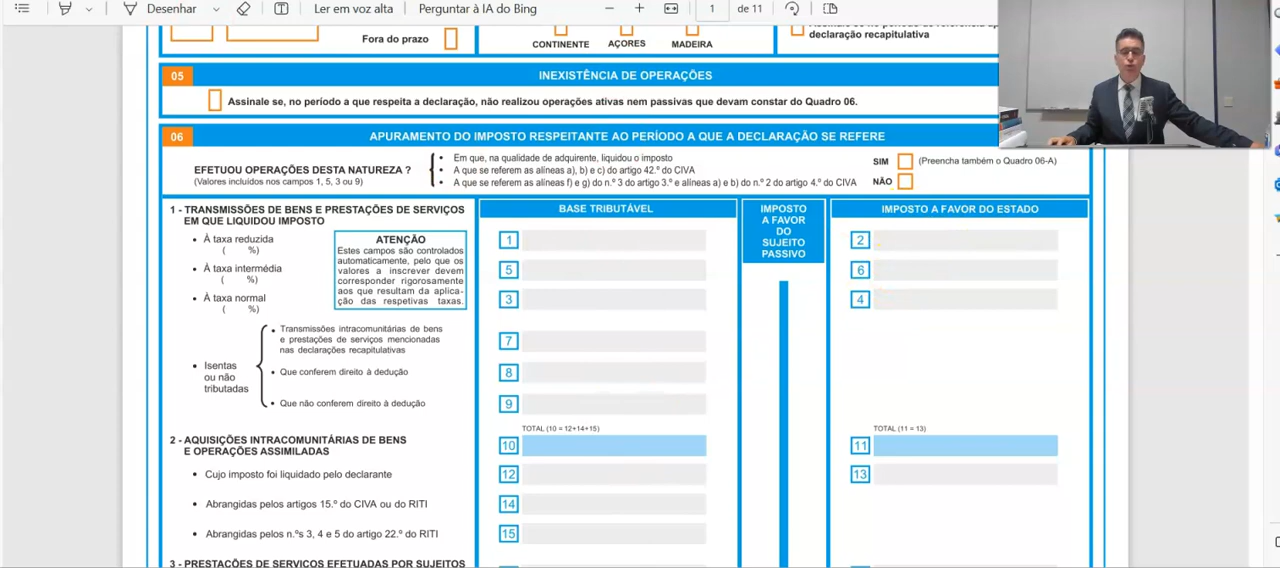 Desenhar
Ler em voz alta
Perguntar à IA do Bing
1
de 11
Fora do prazo
CONTINENTE
AÇORES
MADEIRA
declaração recapitulativa
05
INEXISTÊNCIA DE OPERAÇÕES
Assinale se, no período a que respeita a declaração, não realizou operações ativas nem passivas que devam constar do Quadro 06.
06
APURAMENTO DO IMPOSTO RESPEITANTE AO PERÍODO A QUE A DECLARAÇÃO SE REFERE
EFETUOU OPERAÇÕES DESTA NATUREZA ?
(Valores incluídos nos campos 1, 5, 3 ou 9)
• Em que, na qualidade de adquirente, liquidou o imposto
• A que se referem as alíneas a), b) e c) do artigo 42.º do CIVA
• A que se referem as alíneas f) e g) do n.º 3 do artigo 3.º e alíneas a) e b) do n.º 2 do artigo 4.º do CIVA
SIM
(Preencha também o Quadro 06-A)
NÃO
1 - TRANSMISSÕES DE BENS E PRESTAÇÕES DE SERVIÇOS
EM QUE LIQUIDOU IMPOSTO
• À taxa reduzida
( %)
• À taxa intermédia
( %)
• À taxa normal
( %)
ATENÇÃO
Estes campos são controlados
automaticamente, pelo que os
valores a inscrever devem
corresponder rigorosamente
aos que resultam da aplica-
ção das respetivas taxas.
• Isentas
ou não
tributadas
• Transmissões intracomunitárias de bens
e prestações de serviços mencionadas
nas declarações recapitulativas
• Que conferem direito à dedução
• Que não conferem direito à dedução
2 - AQUISIÇÕES INTRACOMUNITÁRIAS DE BENS
E OPERAÇÕES ASSIMILADAS
• Cujo imposto foi liquidado pelo declarante
• Abrangidas pelos artigos 15.º do CIVA ou do RITI
• Abrangidas pelos n.ºs 3, 4 e 5 do artigo 22.º do RITI
3 - PRESTAÇÕES DE SERVIÇOS EFETUADAS POR SUJEITOS
BASE TRIBUTÁVEL
1
5
3
7
8
9
TOTAL (10 = 12+14+15)
10
12
14
15
IMPOSTO
A FAVOR
DO
SUJEITO
PASSIVO
IMPOSTO A FAVOR DO ESTADO
2
6
4
TOTAL (11 = 13)
11
13